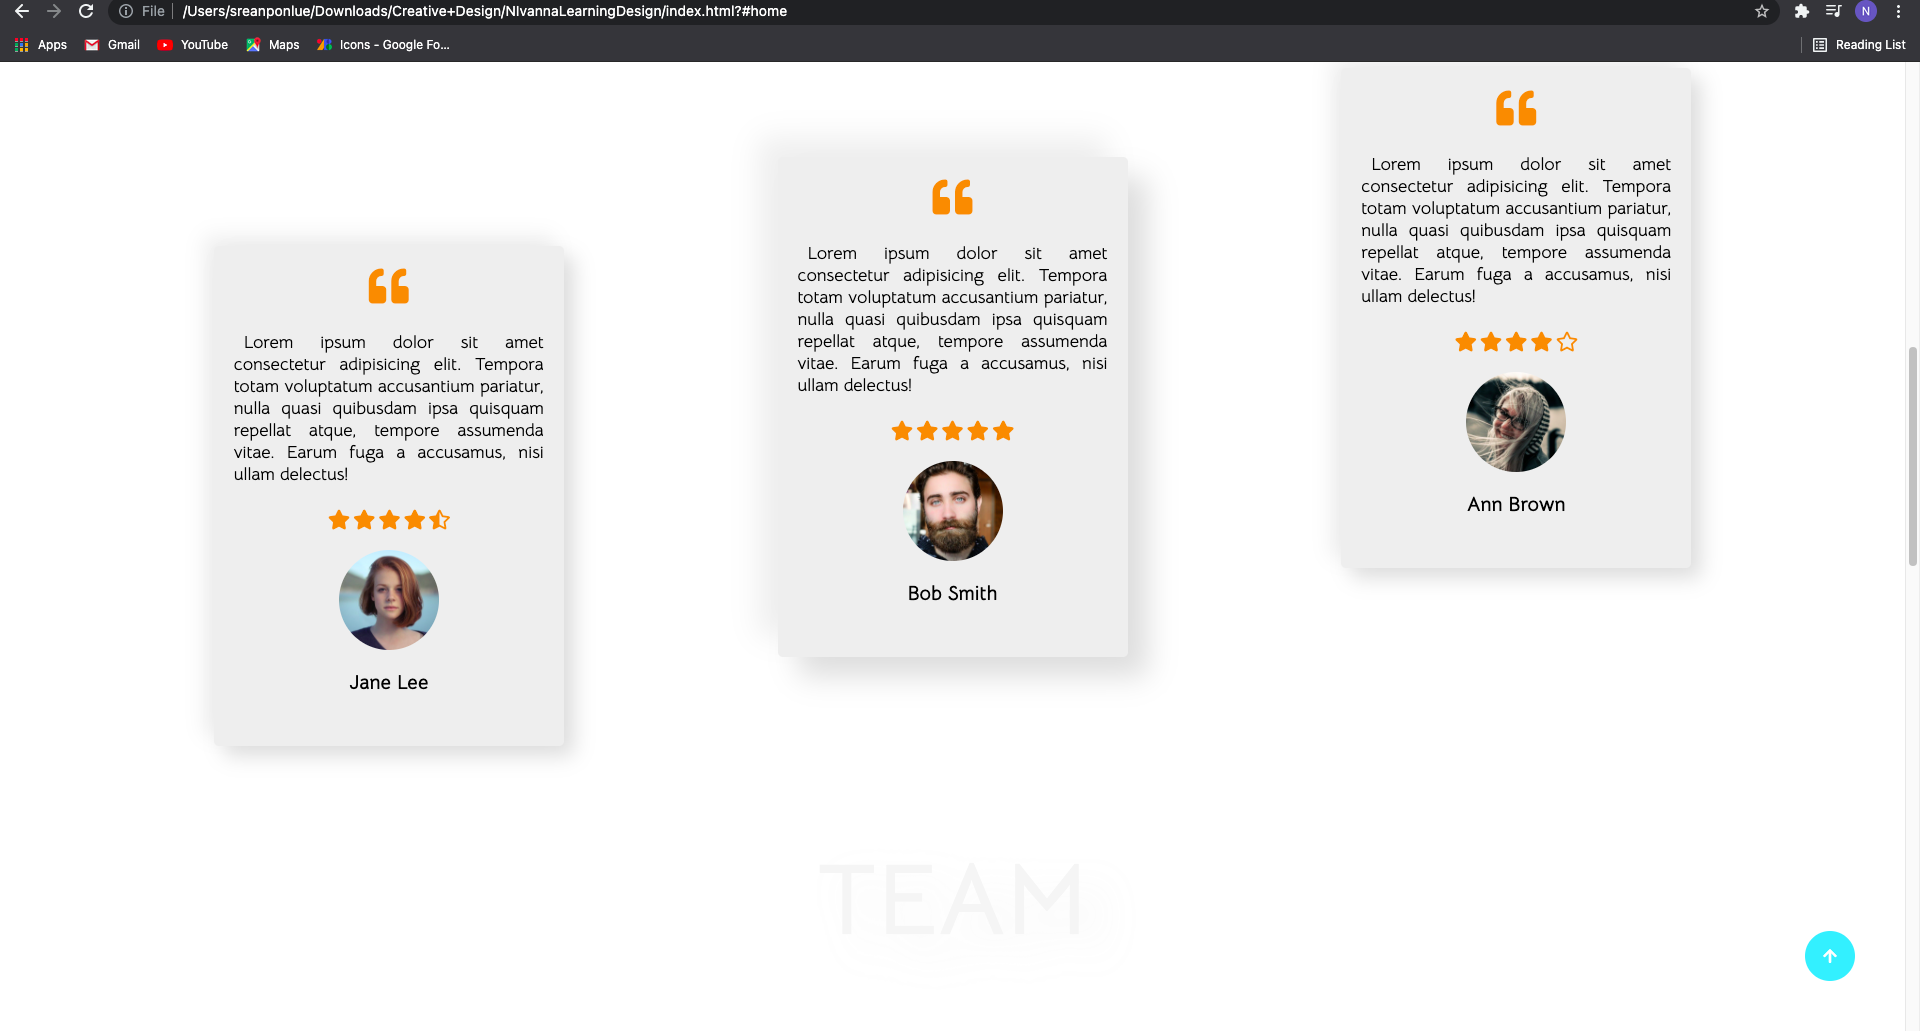 File
/Users/sreanponlue/Downloads/Creative+Design/NIvannaLearningDesign/index.html?#home
N
Apps
Gmail
YouTube
Maps
Icons - Google Fo...
Reading List
Lorem ipsum dolor sit amet
consectetur adipisicing elit. Tempora
totam voluptatum accusantium pariatur,
nulla quasi quibusdam ipsa quisquam
repellat atque, tempore assumenda
vitae. Earum fuga a accusamus, nisi
ullam delectus!
Jane Lee
Lorem ipsum dolor sit amet
consectetur adipisicing elit. Tempora
totam voluptatum accusantium pariatur,
nulla quasi quibusdam ipsa quisquam
repellat atque, tempore assumenda
vitae. Earum fuga a accusamus, nisi
ullam delectus!
Bob Smith
Lorem ipsum dolor sit amet
consectetur adipisicing elit. Tempora
totam voluptatum accusantium pariatur,
nulla quasi quibusdam ipsa quisquam
repellat atque, tempore assumenda
vitae. Earum fuga a accusamus, nisi
ullam delectus!
Ann Brown
TEAM